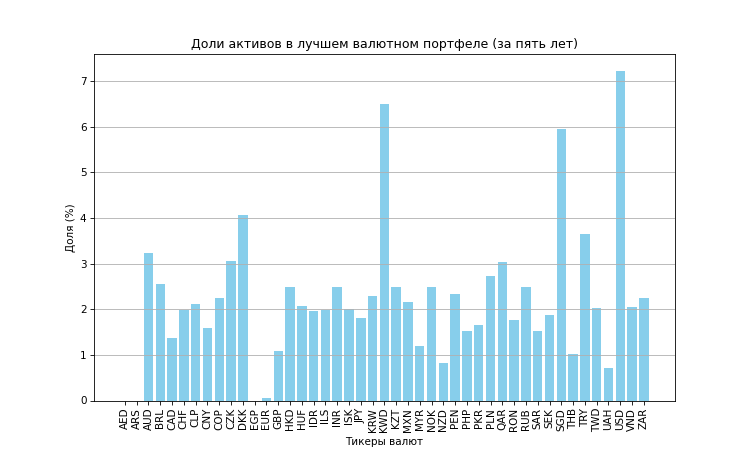 Доли активов в лучшем валютном портфеле (за пять лет)
Доля (%)
7
6
5
4
3
2
1
0
AED ARS AUD BRL CAD CHF CLP CNY COP CZK DKK EGP EUR GBP HKD HUF IDR ILS INR ISK JPY KRW KWD KZT MXN MYR NOK NZD PEN PHP PKR PLN QAR RON RUB SAR SEK SGD THB TRY TWD UAH USD VND ZAR
Тикеры валют